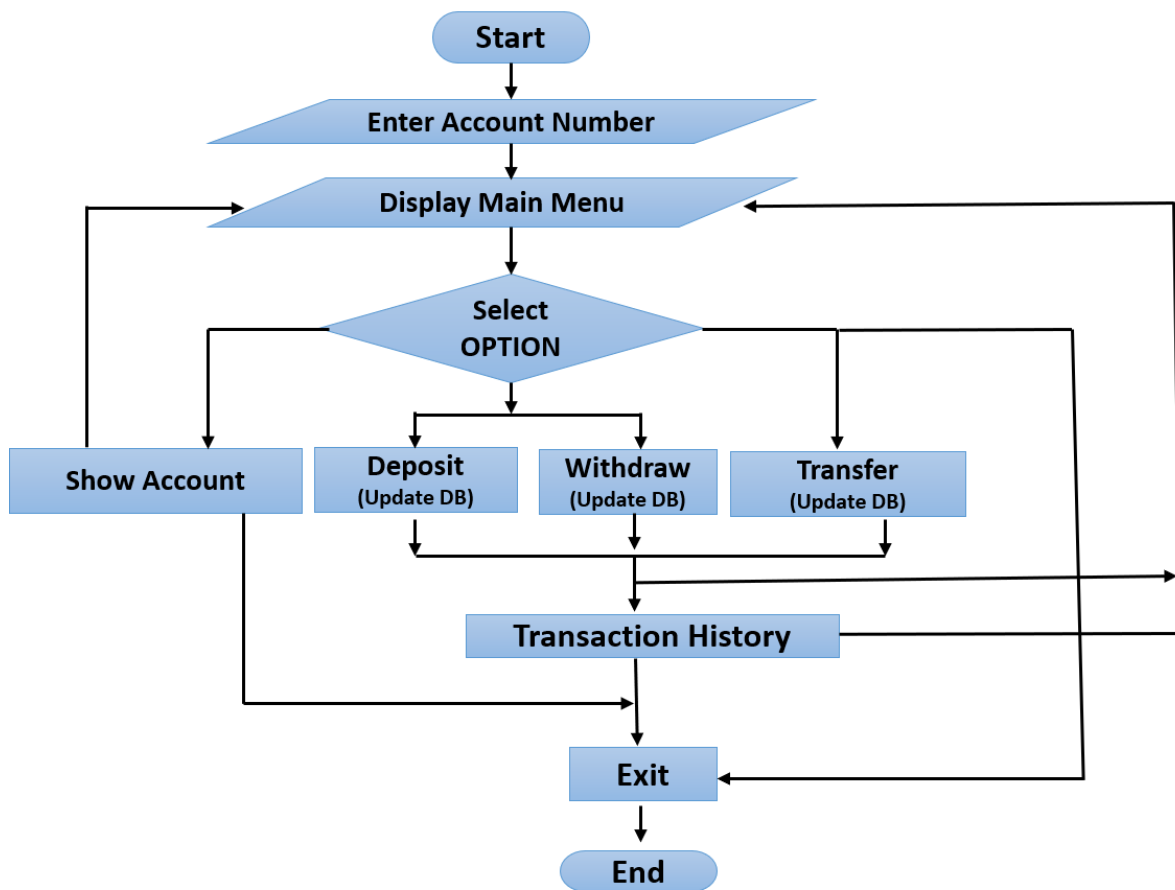 Start
Enter Account Number
Display Main Menu
Select
OPTION
Show Account
Deposit
(Update DB)
Withdraw
(Update DB)
Transfer
(Update DB)
Transaction History
Exit
End